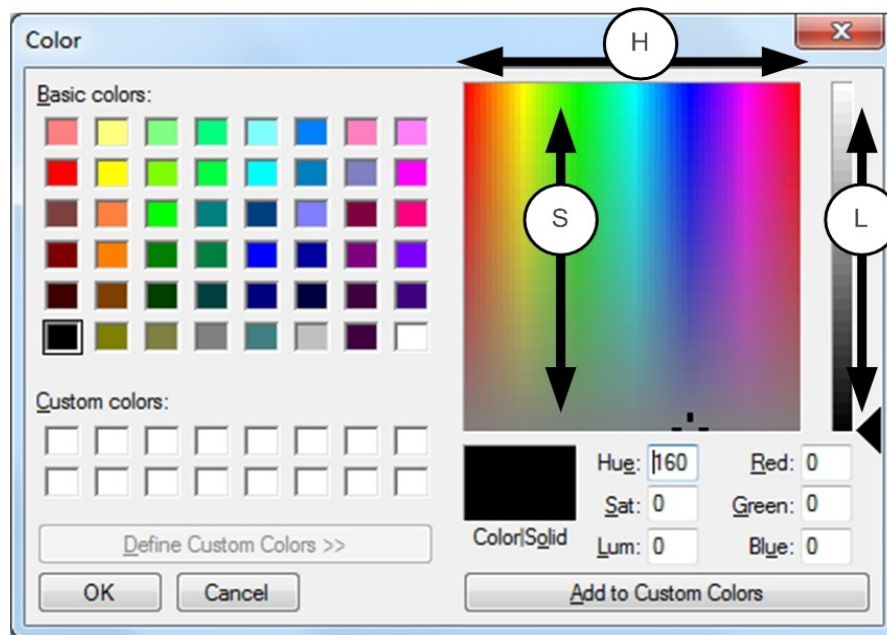 Color
H
Basic colors:
S
L
Custom colors:
Hue: 160 Red: 0
Sat: 0 Green: 0
Color|Solid Lum: 0 Blue: 0
Define Custom Colors >>
OK Cancel Add to Custom Colors